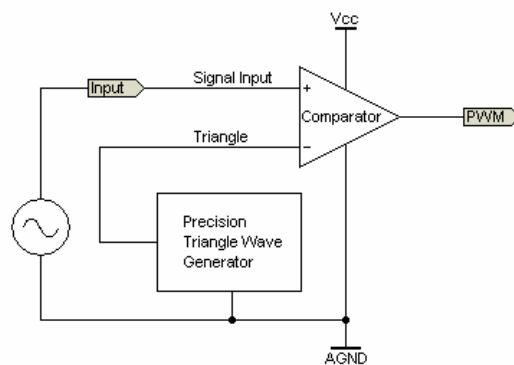 Vcc
Input
Signal Input
+
Comparator
PWM
Triangle
−
Precision
Triangle Wave
Generator
AGND